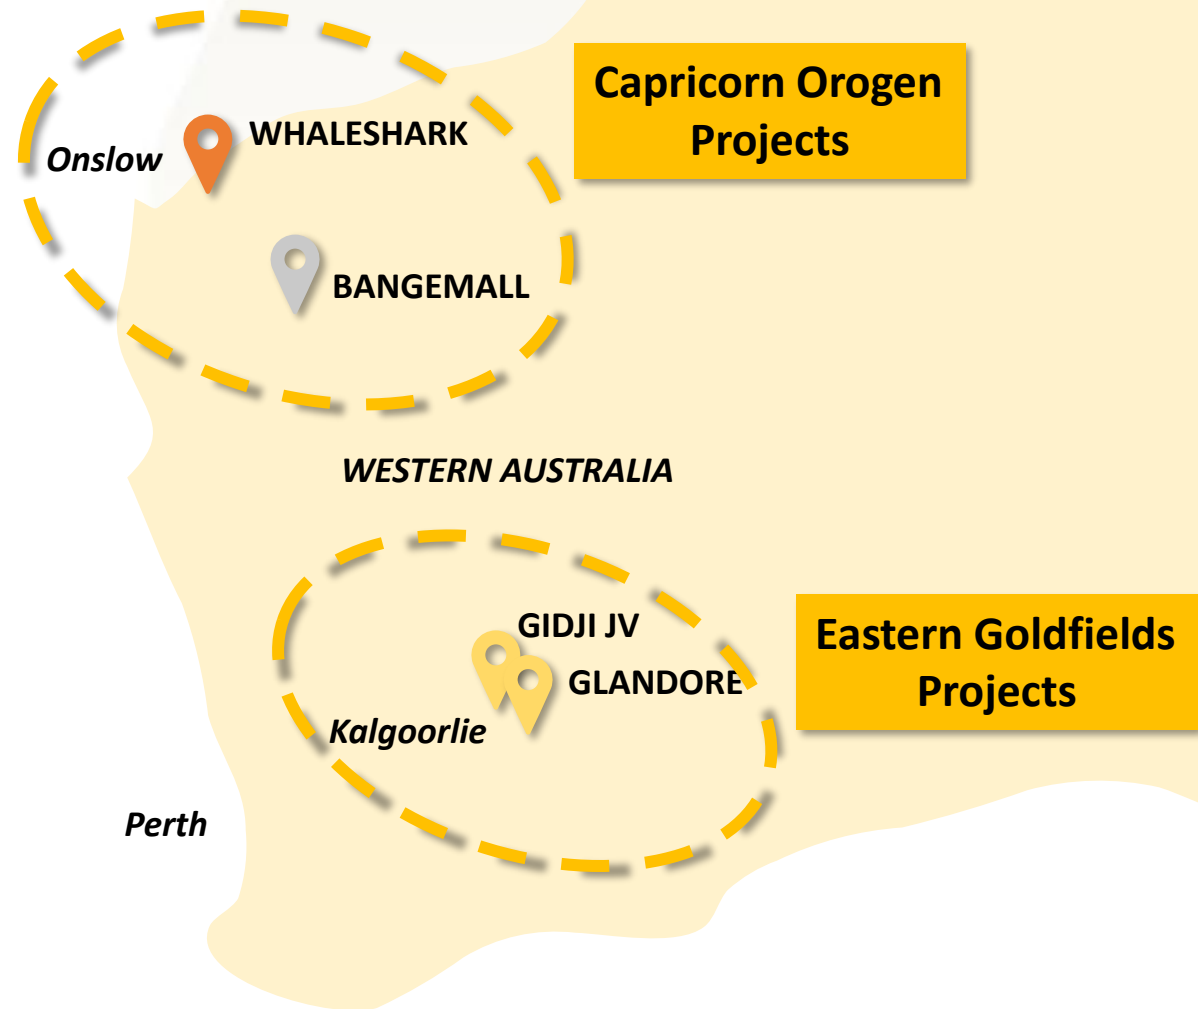 Capricorn Orogen
Projects
WHALESHARK
Onslow
BANGEMALL
WESTERN AUSTRALIA
GIDJI JV
GLANDORE
Eastern Goldfields
Projects
Kalgoorlie
Perth